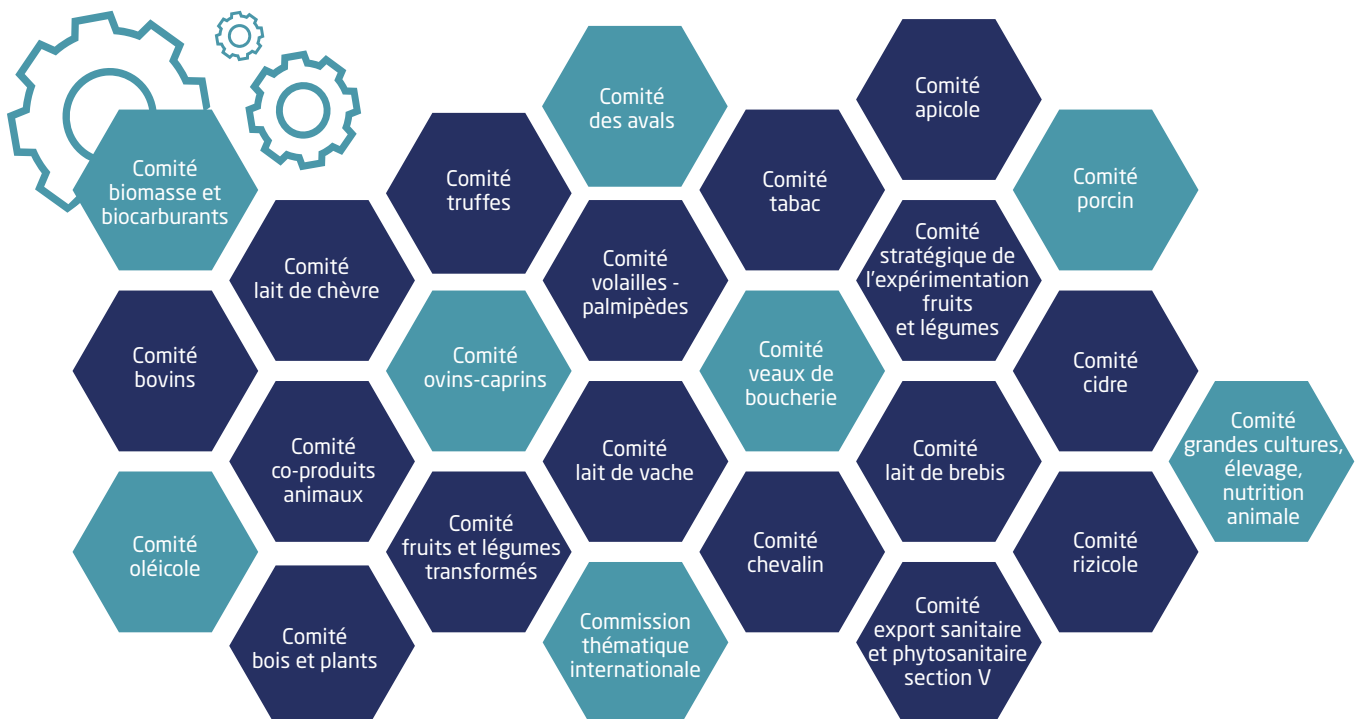 Comité
biomasse et
biocarburants
Comité
bovins
Comité
oléicole
Comité
lait de chèvre
Comité
co-produits
animaux
Comité
bois et plants
Comité
truffes
Comité
ovins-caprins
Comité
fruits et légumes
transformés
Comité
des avals
Comité
volailles -
palmipèdes
Comité
lait de vache
Commission
thématique
internationale
Comité
tabac
Comité
veaux de
boucherie
Comité
chevalin
Comité
apicole
Comité
stratégique de
l'expérimentation
fruits
et légumes
Comité
lait de brebis
Comité
export sanitaire
et phytosanitaire
section V
Comité
porcin
Comité
cidre
Comité
rizicole
Comité
grandes cultures,
élevage,
nutrition
animale